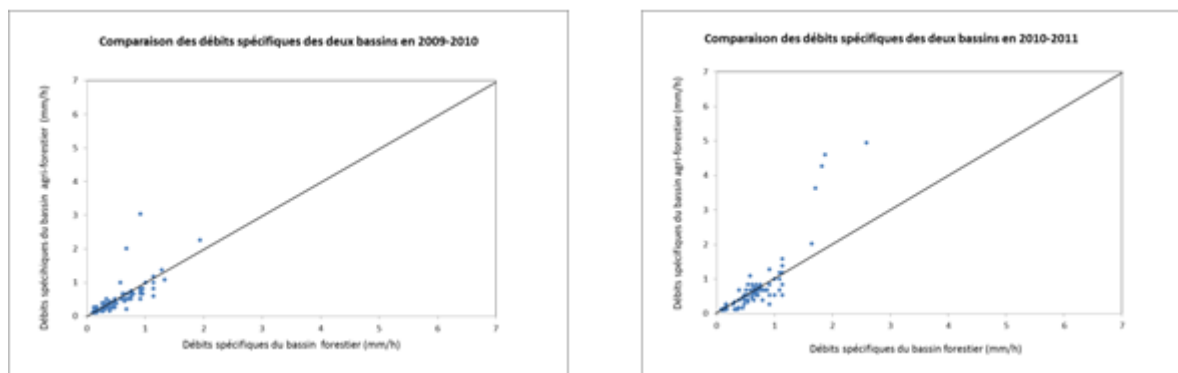 Comparaison des débits spécifiques des deux bassins en 2009-2010
Débits spécihiques du bassin agri-forestier (mm/h)
7
6
5
4
3
2
1
0
0 1 2 3 4 5 6 7
Débits spécifiques du bassin forestier (mm/h)
Comparaison des débits spécifiques des deux bassins en 2010-2011
Débits spécifiques du bassin agri-forestier (mm/h)
7
6
5
4
3
2
1
0
0 1 2 3 4 5 6 7
Débits spécifiques du bassin forestier (mm/h)